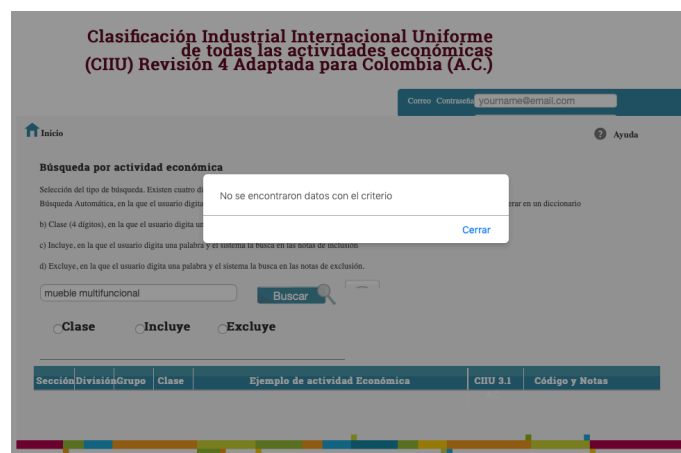 Clasificación Industrial Internacional Uniforme
de todas las actividades económicas
(CIIU) Revisión 4 Adaptada para Colombia (A.C.)
Correo Contraseña yourname@email.com
Inicio
? Ayuda
Búsqueda por actividad económica
Selección del tipo de búsqueda. Existen cuatro
Búsqueda Automática, en la que el usuario digita
en un diccionario
No se encontraron datos con el criterio
b) Clase (4 dígitos), en la que el usuario digita
Cerrar
c) Incluye, en la que el usuario digita una palabra y el sistema la busca en las notas de inclusión
d) Excluye, en la que el usuario digita una palabra y el sistema la busca en las notas de exclusión.
mueble multifuncional
Buscar
Clase Incluye Excluye
Sección División Grupo Clase Ejemplo de actividad Económica CIIU 3.1 Código y Notas